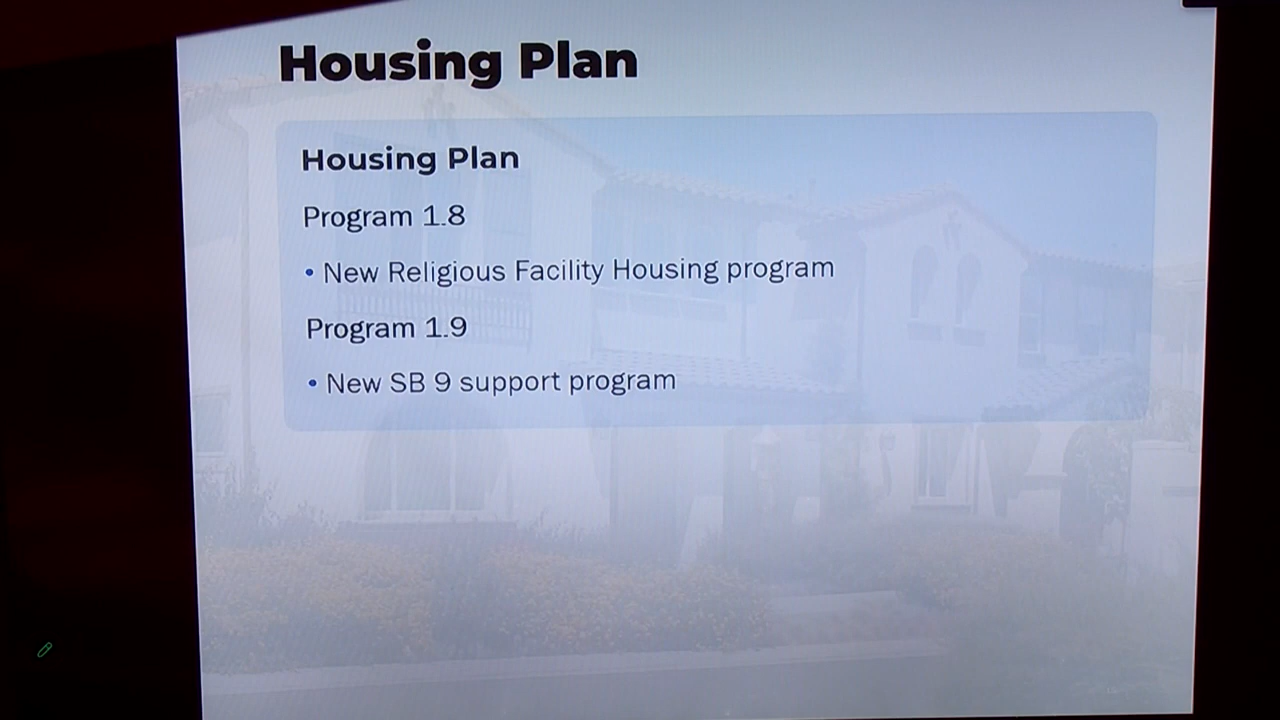 Housing Plan
Housing Plan
Program 1.8
• New Religious Facility Housing program
Program 1.9
• New SB 9 support program